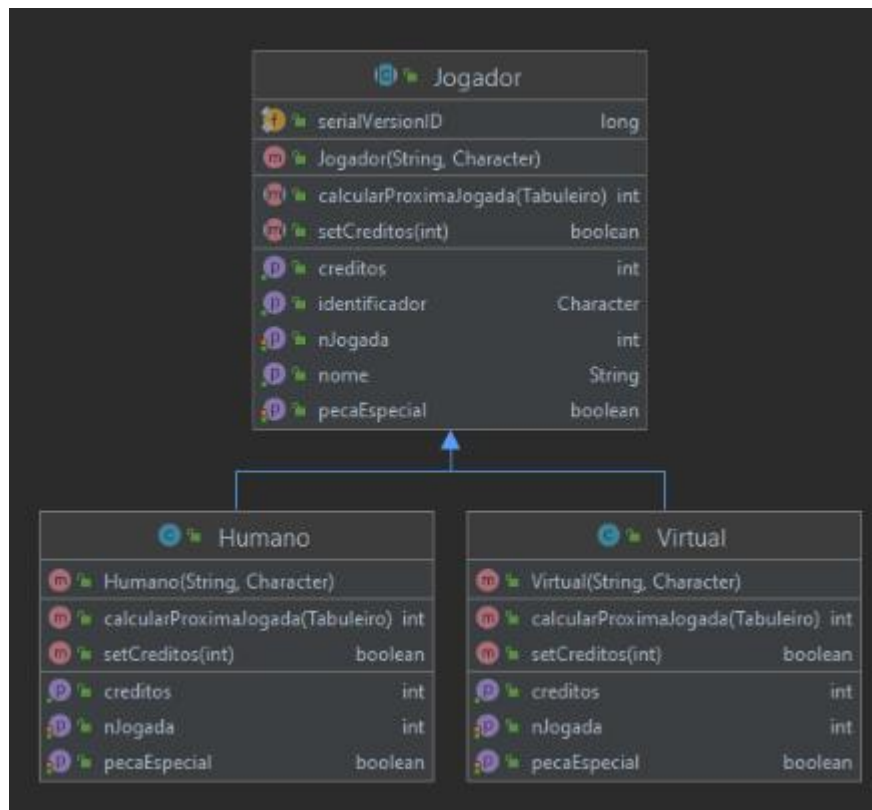 Jogador
serialVersionID long
Jogador(String, Character)
calcularProximaJogada(Tabuleiro) int
setCreditos(int) boolean
creditos int
identificador Character
nJogada int
nome String
pecaEspecial boolean
Humano
Humano(String, Character)
calcularProximaJogada(Tabuleiro) int
setCreditos(int) boolean
creditos int
nJogada int
pecaEspecial boolean
Virtual
Virtual(String, Character)
calcularProximaJogada(Tabuleiro) int
setCreditos(int) boolean
creditos int
nJogada int
pecaEspecial boolean